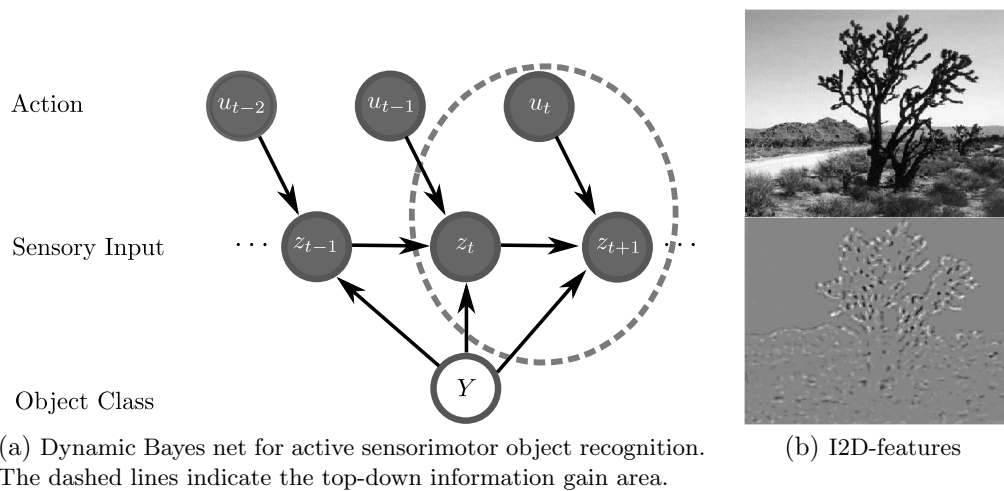 Action
u_{t−2} u_{t−1} u_t
Sensory Input ··· z_{t−1} z_t z_{t+1} ···
Y
Object Class
(a) Dynamic Bayes net for active sensorimotor object recognition.
The dashed lines indicate the top-down information gain area.
(b) I2D-features